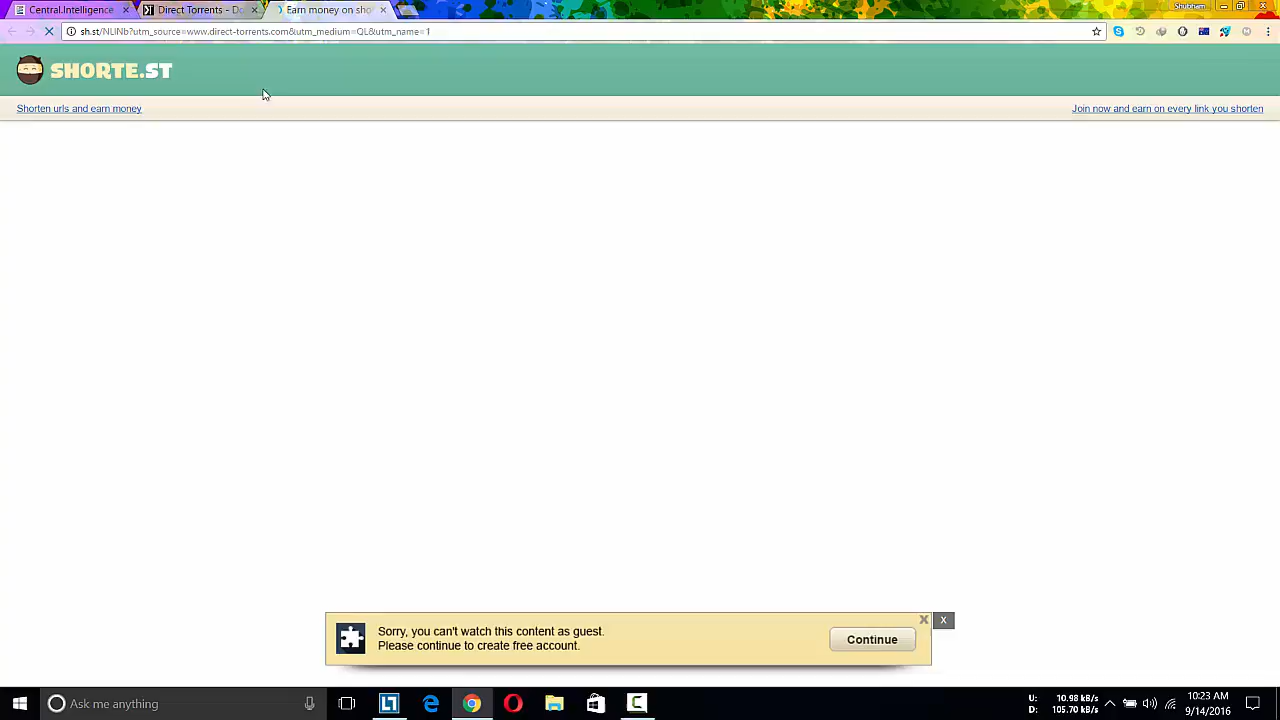 Central.Intelligence
Direct Torrents - Do
Earn money on sho
Shubham
sh.st/NLINb?utm_source=www.direct-torrents.com&utm_medium=QL&utm_name=1
SHORTE.ST
Shorten urls and earn money
Join now and earn on every link you shorten
Sorry, you can't watch this content as guest.
Please continue to create free account.
Continue
X
X
Ask me anything
U: 10.98 kB/s
D: 105.70 kB/s
10:23 AM
9/14/2016